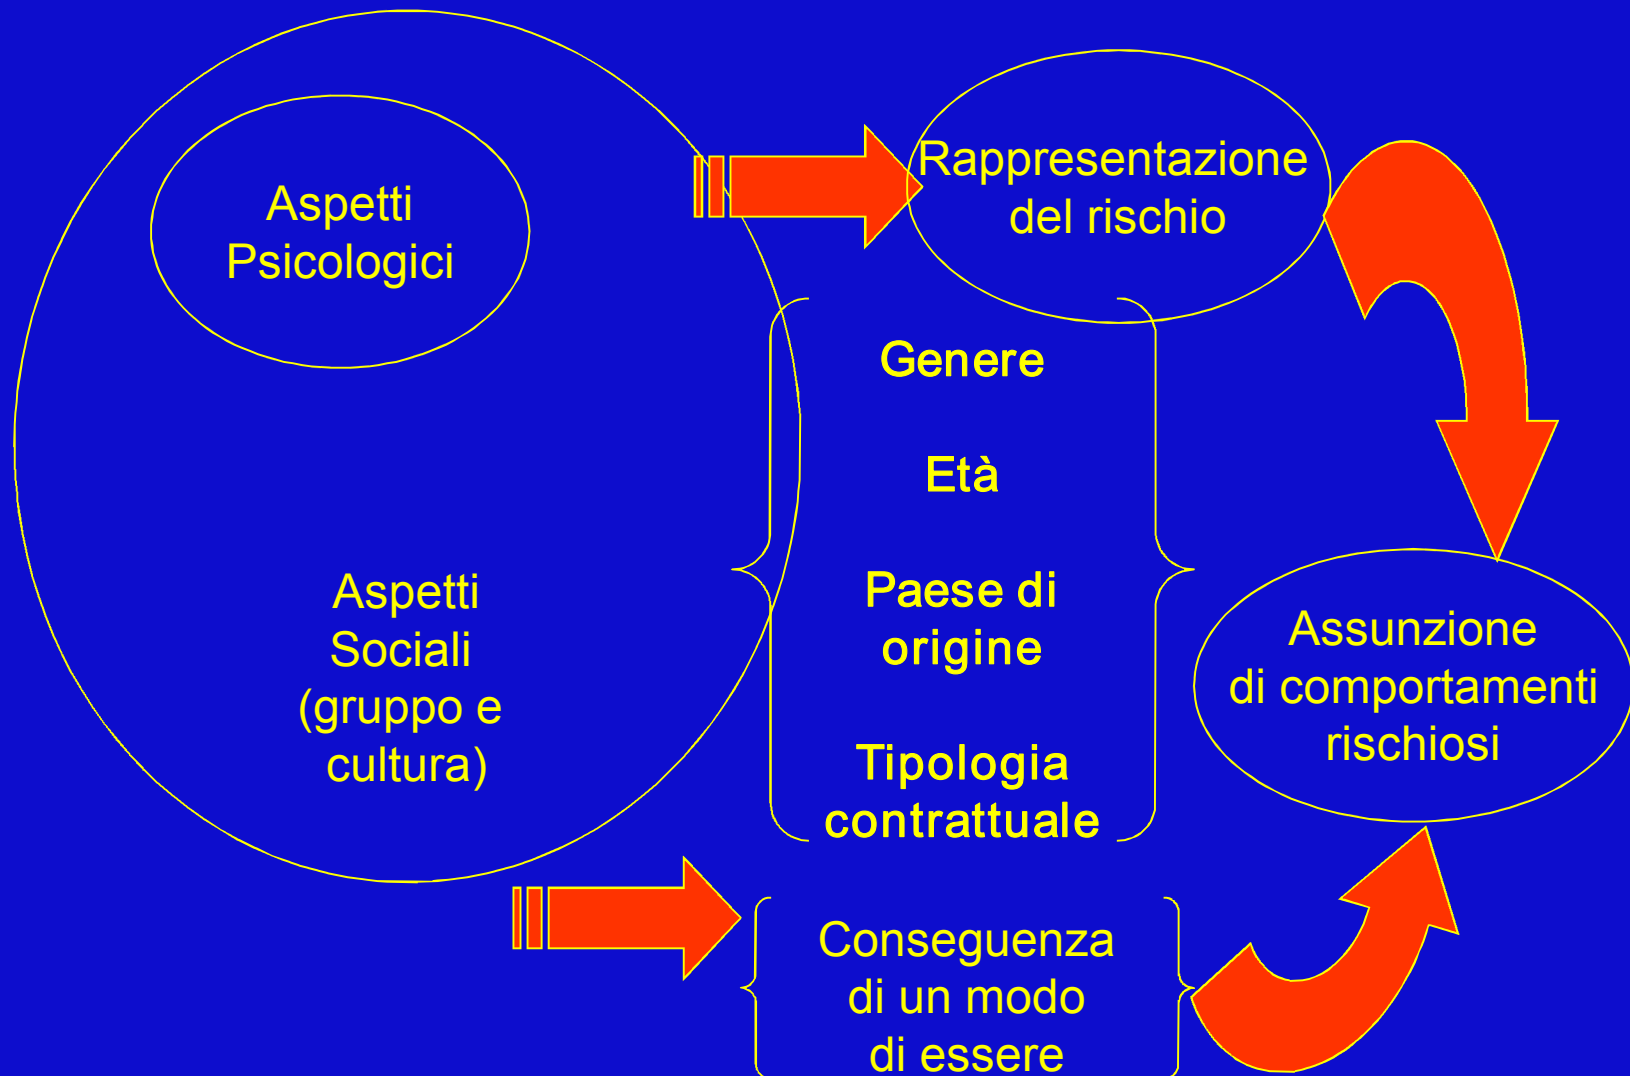 Aspetti
Psicologici
Aspetti
Sociali
(gruppo e
cultura)
Rappresentazione
del rischio
Genere
Età
Paese di
origine
Tipologia
contrattuale
Conseguenza
di un modo
di essere
Assunzione
di comportamenti
rischiosi